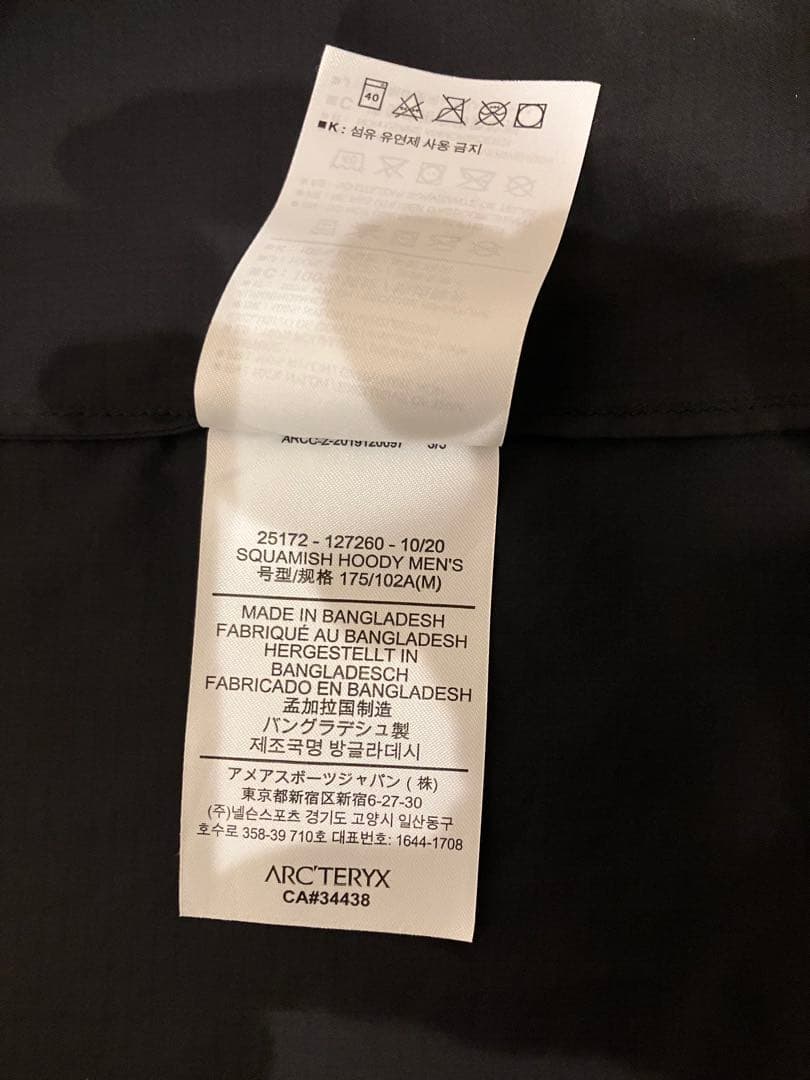 40
■K : 섬유 유연제 사용 금지
ARCC-Z-2019120097 3/5
25172 - 127260 - 10/20
SQUAMISH HOODY MEN'S
号型/规格 175/102A(M)
MADE IN BANGLADESH
FABRIQUÉ AU BANGLADESH
HERGESTELLT IN
BANGLADESCH
FABRICADO EN BANGLADESH
孟加拉国制造
バングラデシュ製
제조국명 방글라데시
アメアスポーツジャパン ( 株)
東京都新宿区新宿6-27-30
(주)넬슨스포츠 경기도 고양시 일산동구
호수로 358-39 710호 대표번호: 1644-1708
ARC'TERYX
CA#34438